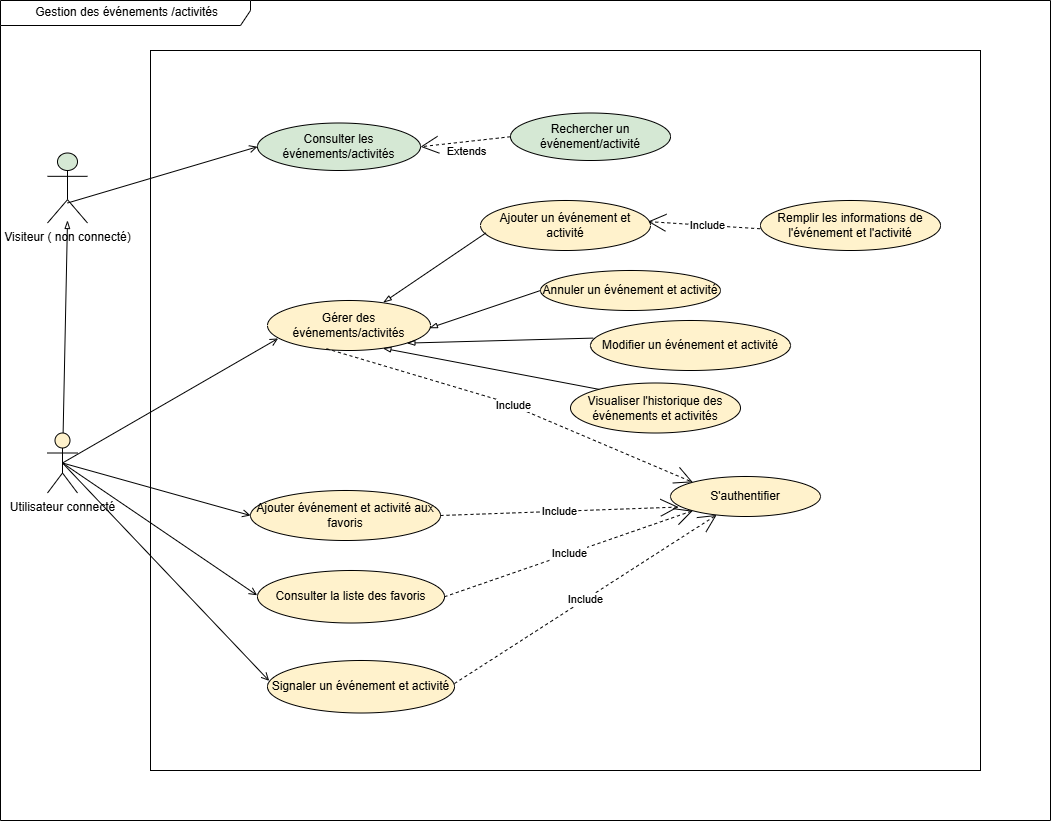 Gestion des événements /activités
Consulter les
événements/activités
Rechercher un
événement/activité
Extends
Visiteur ( non connecté)
Ajouter un événement et
activité
Include
Remplir les informations de
l'événement et l'activité
Annuler un événement et activité
Gérer des
événements/activités
Modifier un événement et activité
Visualiser l'historique des
événements et activités
Include
Utilisateur connecté
S'authentifier
Ajouter événement et activité aux
favoris
Include
Include
Consulter la liste des favoris
Include
Signaler un événement et activité